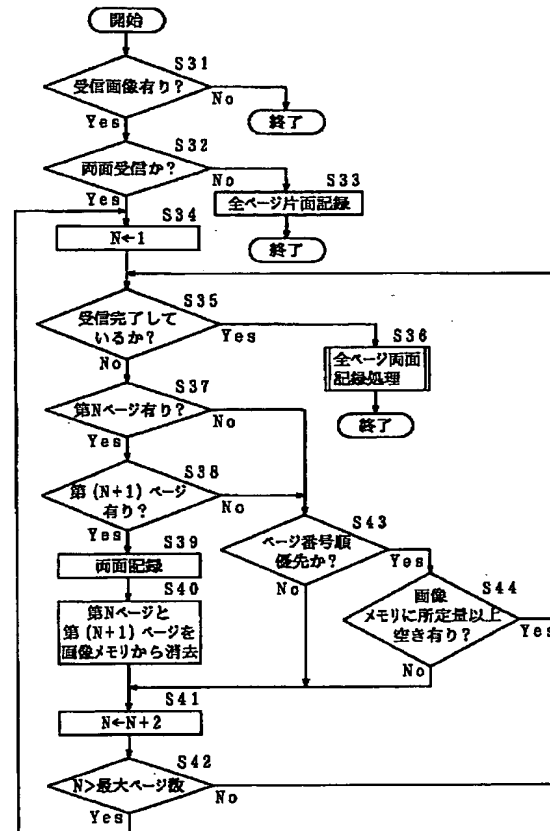 開始
S31
受信画像有り?
No
終了
Yes
S32
両面受信か?
No
S33
全ページ片面記録
終了
Yes
S34
N←1
S35
受信完了して
いるか?
Yes
S36
全ページ両面
記録処理
終了
No
S37
第Nページ有り?
No
Yes
S38
第(N+1)ページ
有り?
No
Yes
S43
ページ番号順
優先か?
Yes
No
S39
両面記録
S40
第Nページと
第(N+1)ページを
画像メモリから消去
S44
画像
メモリに所定量以上
空き有り?
Yes
No
S41
N←N+2
S42
N>最大ページ数
No
Yes